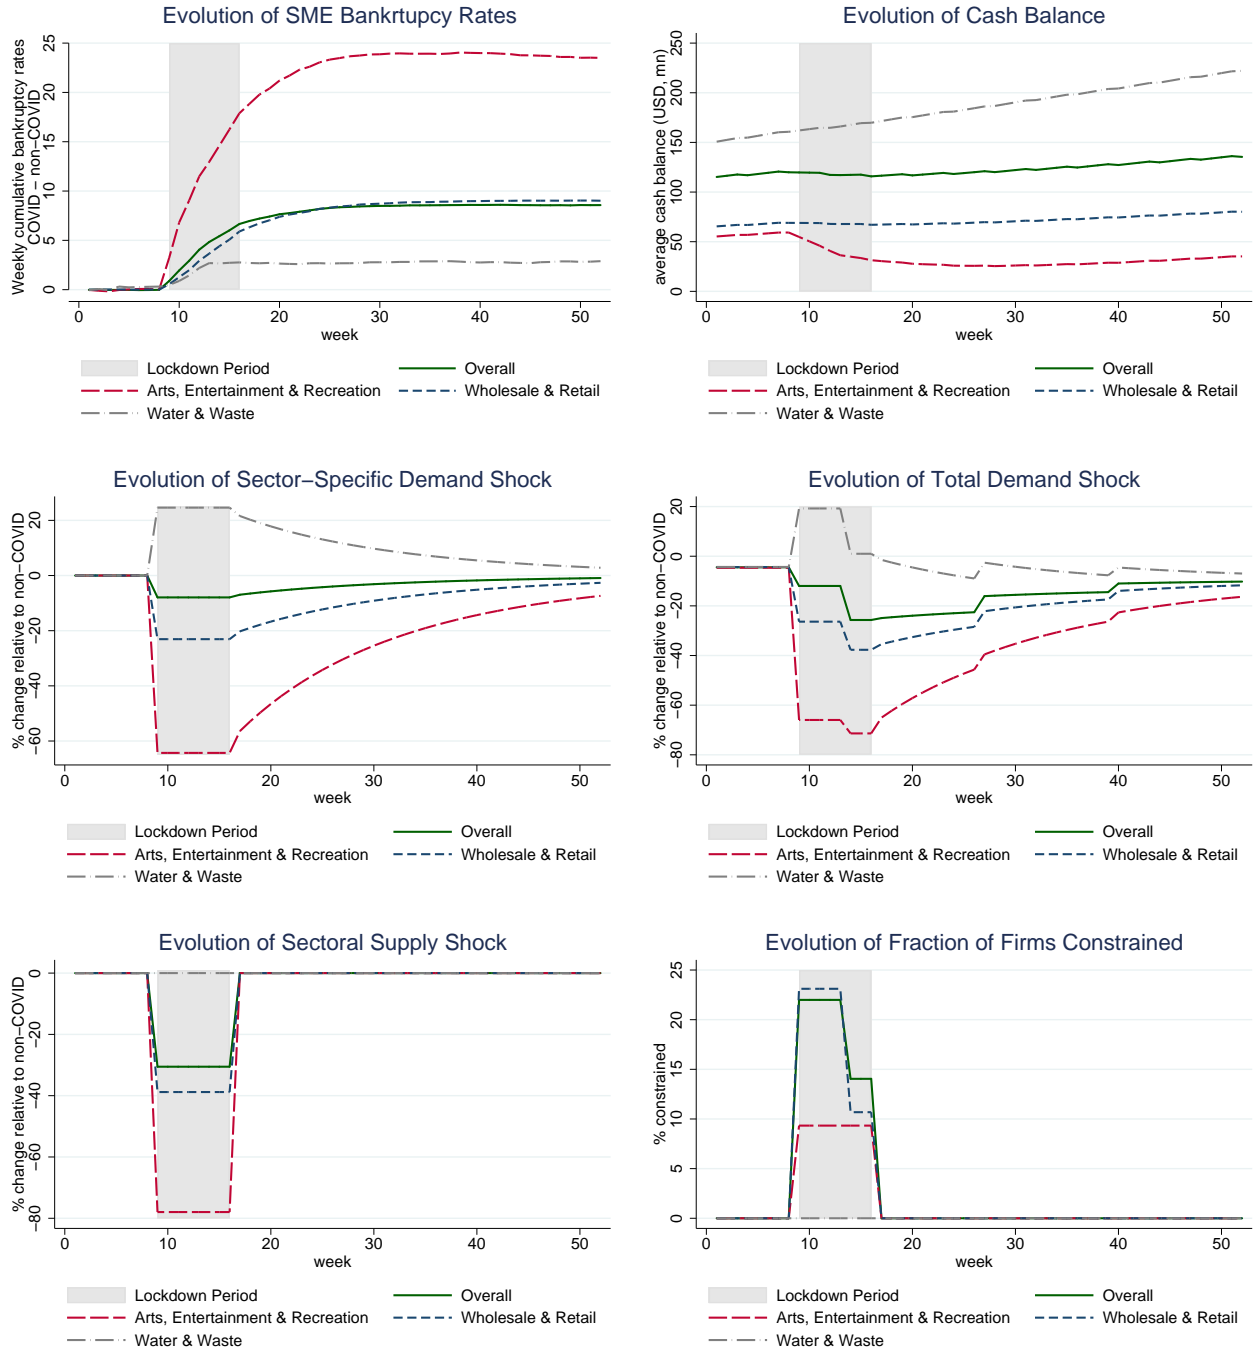 Evolution of SME Bankrtupcy Rates
Weekly cumulative bankruptcy rates
COVID − non−COVID
25
20
15
10
5
0
0 10 20 30 40 50
week
Lockdown Period
Overall
Arts, Entertainment & Recreation
Wholesale & Retail
Water & Waste
Evolution of Cash Balance
average cash balance (USD, mn)
250
200
150
100
50
0
0 10 20 30 40 50
week
Lockdown Period
Overall
Arts, Entertainment & Recreation
Wholesale & Retail
Water & Waste
Evolution of Sector−Specific Demand Shock
% change relative to non−COVID
20
0
−20
−40
−60
0 10 20 30 40 50
week
Lockdown Period
Overall
Arts, Entertainment & Recreation
Wholesale & Retail
Water & Waste
Evolution of Total Demand Shock
% change relative to non−COVID
20
0
−20
−40
−60
−80
0 10 20 30 40 50
week
Lockdown Period
Overall
Arts, Entertainment & Recreation
Wholesale & Retail
Water & Waste
Evolution of Sectoral Supply Shock
% change relative to non−COVID
0
−20
−40
−60
−80
0 10 20 30 40 50
week
Lockdown Period
Overall
Arts, Entertainment & Recreation
Wholesale & Retail
Water & Waste
Evolution of Fraction of Firms Constrained
% constrained
25
20
15
10
5
0
0 10 20 30 40 50
week
Lockdown Period
Overall
Arts, Entertainment & Recreation
Wholesale & Retail
Water & Waste